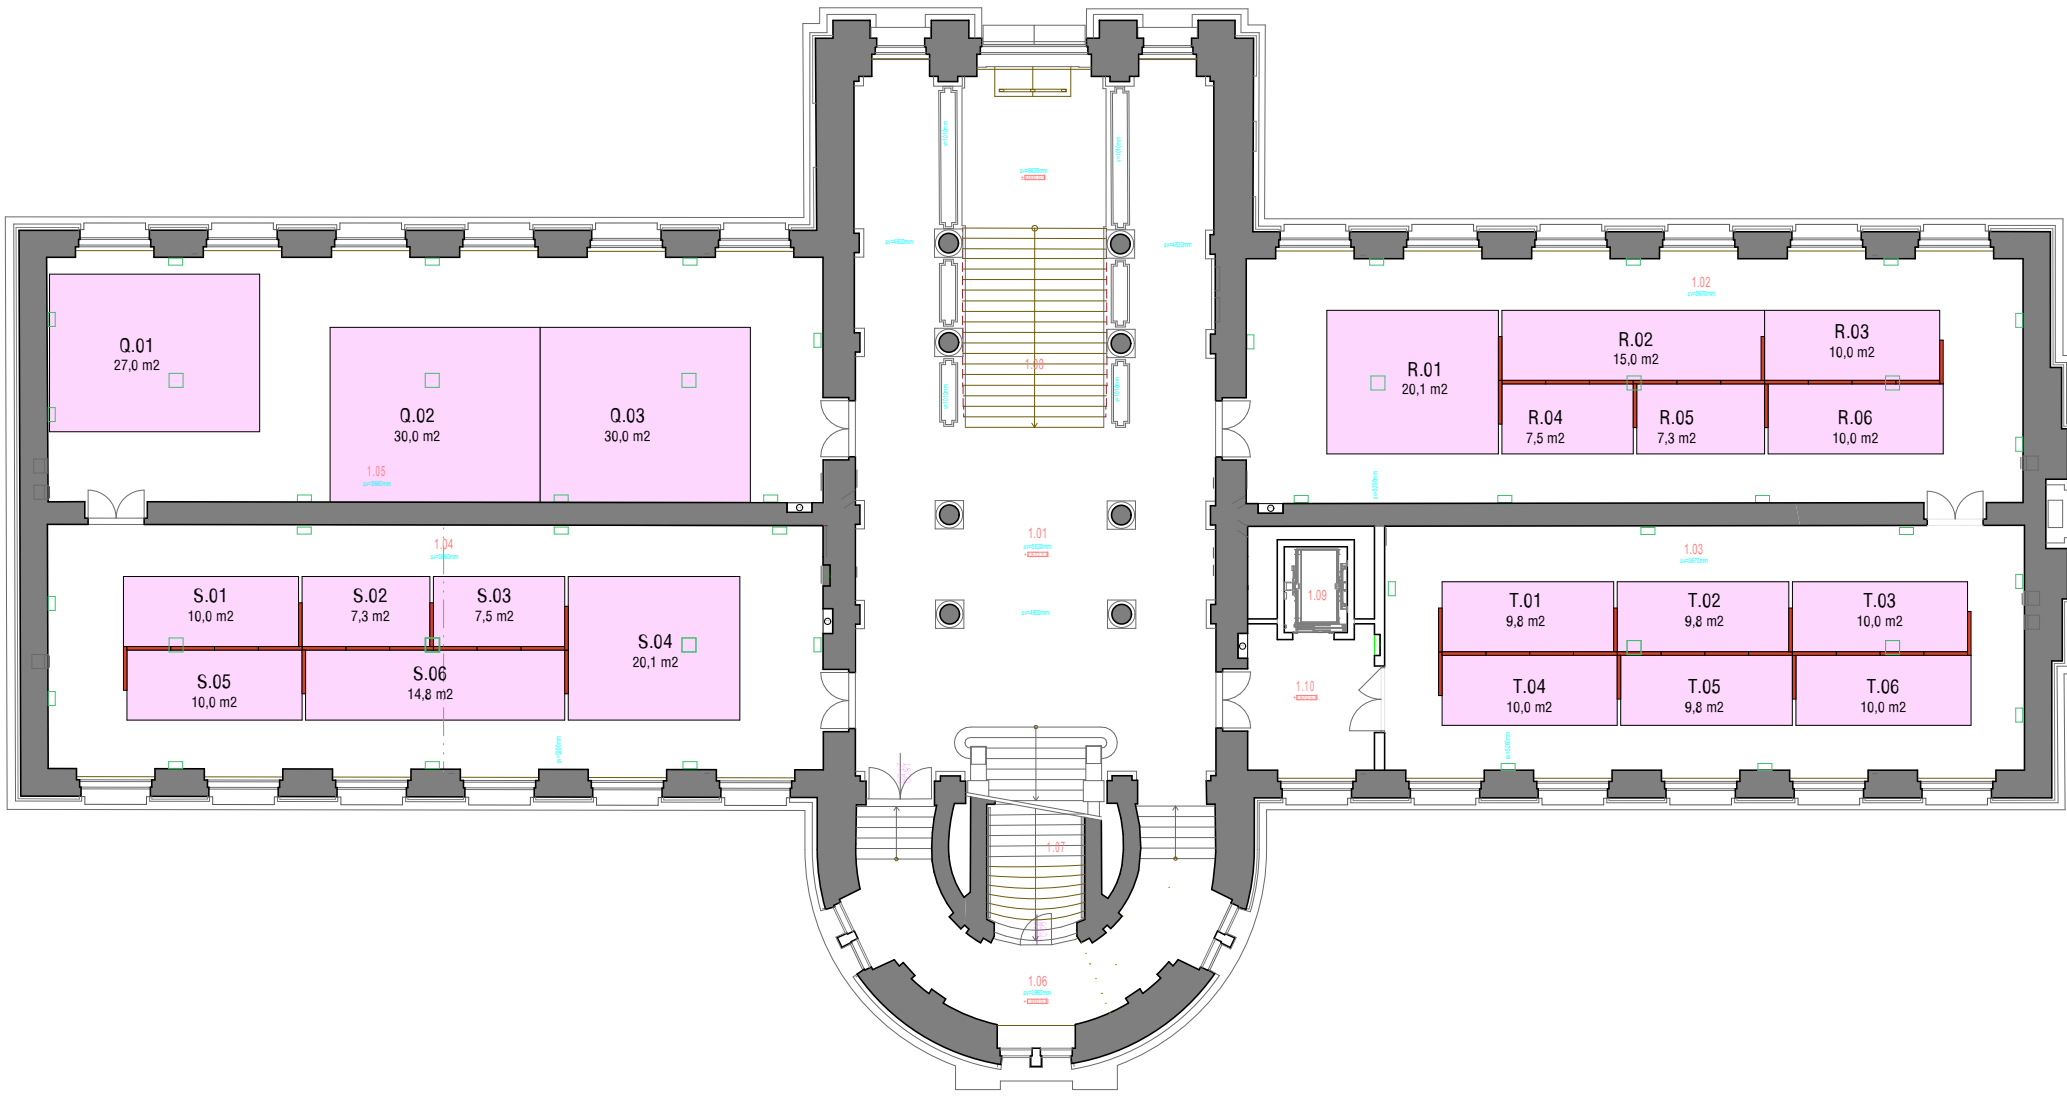 Q.01
27,0 m2
Q.02
30,0 m2
Q.03
30,0 m2
1.05
1.08
1.02
R.01
20,1 m2
R.02
15,0 m2
R.03
10,0 m2
R.04
7,5 m2
R.05
7,3 m2
R.06
10,0 m2
1.04
S.01
10,0 m2
S.02
7,3 m2
S.03
7,5 m2
S.04
20,1 m2
S.05
10,0 m2
S.06
14,8 m2
1.01
1.09
1.10
1.03
T.01
9,8 m2
T.02
9,8 m2
T.03
10,0 m2
T.04
10,0 m2
T.05
9,8 m2
T.06
10,0 m2
1.07
1.06